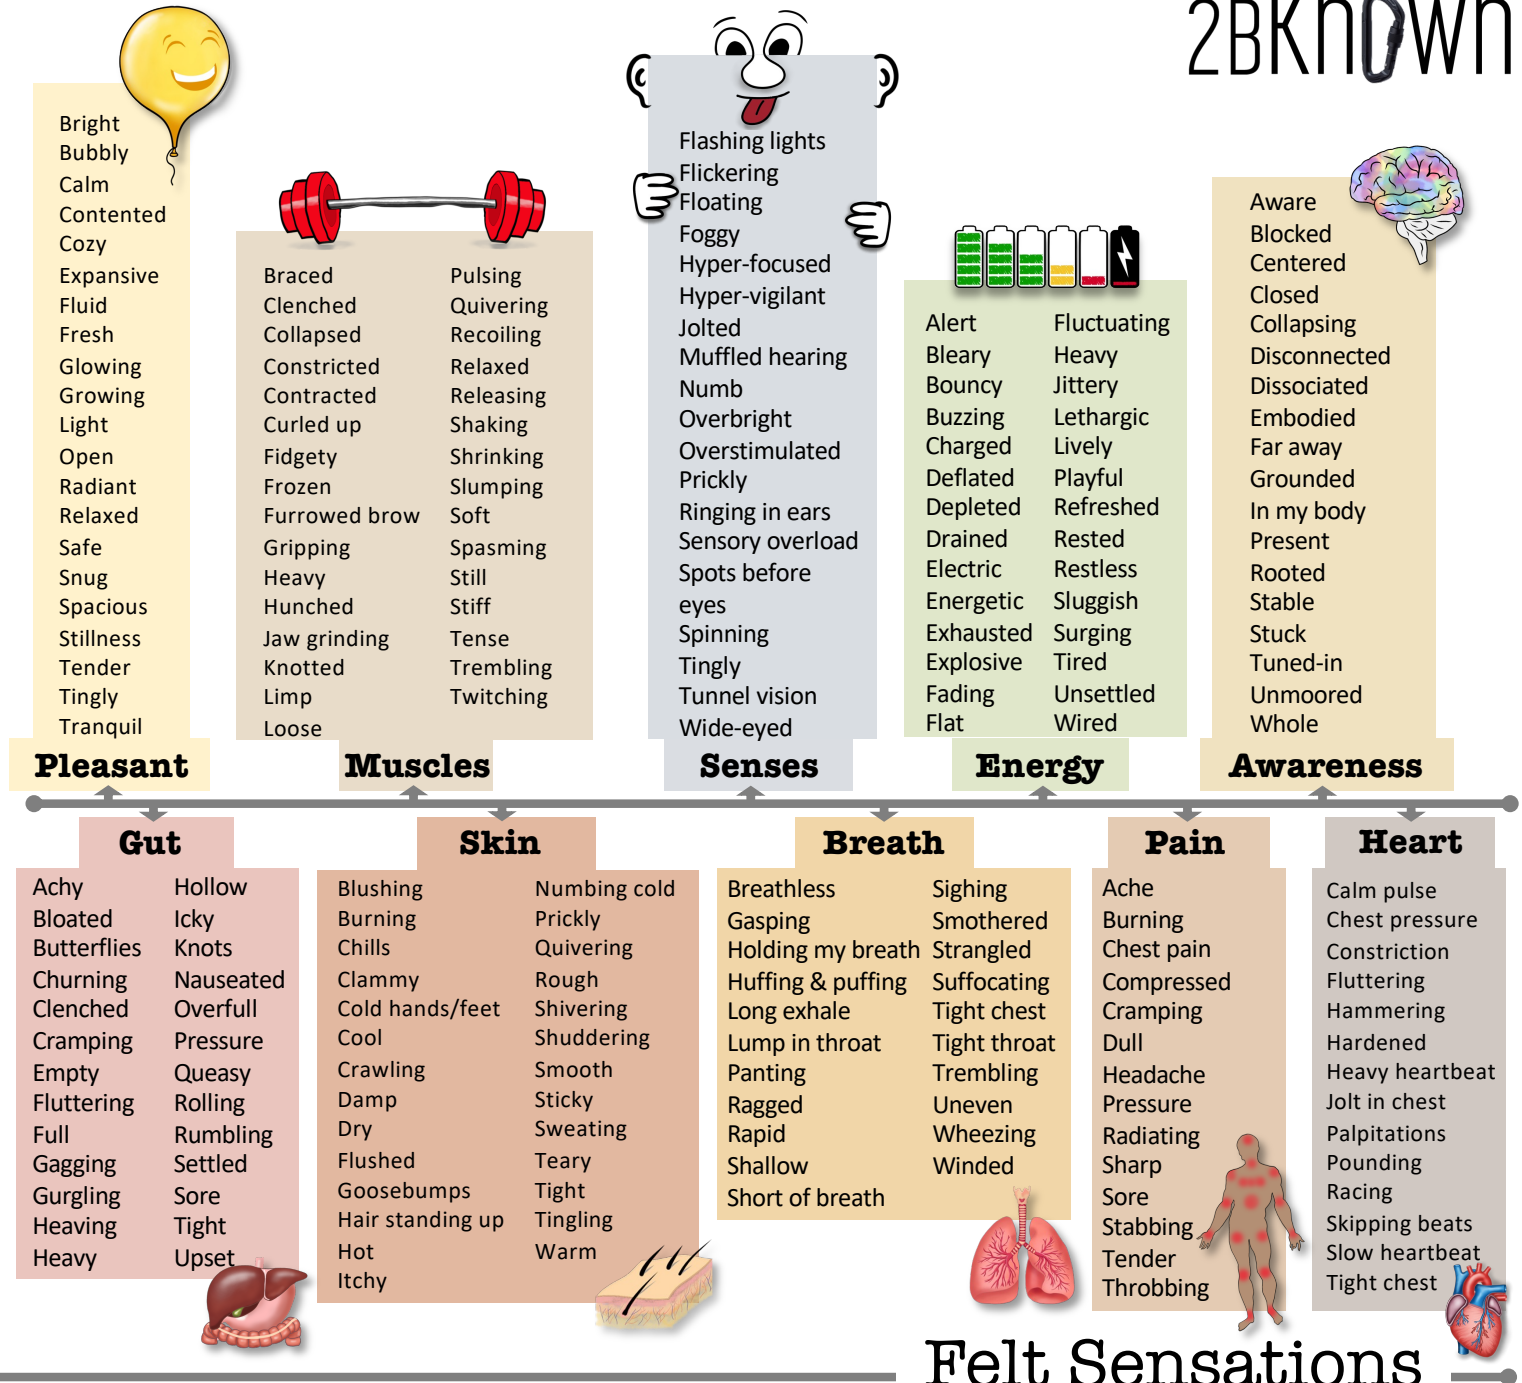 2BKnOWn
Bright
Bubbly
Calm
Contented
Cozy
Expansive
Fluid
Fresh
Glowing
Growing
Light
Open
Radiant
Relaxed
Safe
Snug
Spacious
Stillness
Tender
Tingly
Tranquil
Pleasant
Braced
Clenched
Collapsed
Constricted
Contracted
Curled up
Fidgety
Frozen
Furrowed brow
Gripping
Heavy
Hunched
Jaw grinding
Knotted
Limp
Loose
Pulsing
Quivering
Recoiling
Relaxed
Releasing
Shaking
Shrinking
Slumping
Soft
Spasming
Still
Stiff
Tense
Trembling
Twitching
Muscles
Flashing lights
Flickering
Floating
Foggy
Hyper-focused
Hyper-vigilant
Jolted
Muffled hearing
Numb
Overbright
Overstimulated
Prickly
Ringing in ears
Sensory overload
Spots before
eyes
Spinning
Tingly
Tunnel vision
Wide-eyed
Senses
Alert
Bleary
Bouncy
Buzzing
Charged
Deflated
Depleted
Drained
Electric
Energetic
Exhausted
Explosive
Fading
Flat
Fluctuating
Heavy
Jittery
Lethargic
Lively
Playful
Refreshed
Rested
Restless
Sluggish
Surging
Tired
Unsettled
Wired
Energy
Aware
Blocked
Centered
Closed
Collapsing
Disconnected
Dissociated
Embodied
Far away
Grounded
In my body
Present
Rooted
Stable
Stuck
Tuned-in
Unmoored
Whole
Awareness
Gut
Achy
Bloated
Butterflies
Churning
Clenched
Cramping
Empty
Fluttering
Full
Gagging
Gurgling
Heaving
Heavy
Hollow
Icky
Knots
Nauseated
Overfull
Pressure
Queasy
Rolling
Rumbling
Settled
Sore
Tight
Upset
Skin
Blushing
Burning
Chills
Clammy
Cold hands/feet
Cool
Crawling
Damp
Dry
Flushed
Goosebumps
Hair standing up
Hot
Itchy
Numbing cold
Prickly
Quivering
Rough
Shivering
Shuddering
Smooth
Sticky
Sweating
Teary
Tight
Tingling
Warm
Breath
Breathless
Gasping
Holding my breath
Huffing & puffing
Long exhale
Lump in throat
Panting
Ragged
Rapid
Shallow
Short of breath
Sighing
Smothered
Strangled
Suffocating
Tight chest
Tight throat
Trembling
Uneven
Wheezing
Winded
Pain
Ache
Burning
Chest pain
Compressed
Cramping
Dull
Headache
Pressure
Radiating
Sharp
Sore
Stabbing
Tender
Throbbing
Heart
Calm pulse
Chest pressure
Constriction
Fluttering
Hammering
Hardened
Heavy heartbeat
Jolt in chest
Palpitations
Pounding
Racing
Skipping beats
Slow heartbeat
Tight chest
Felt Sensations